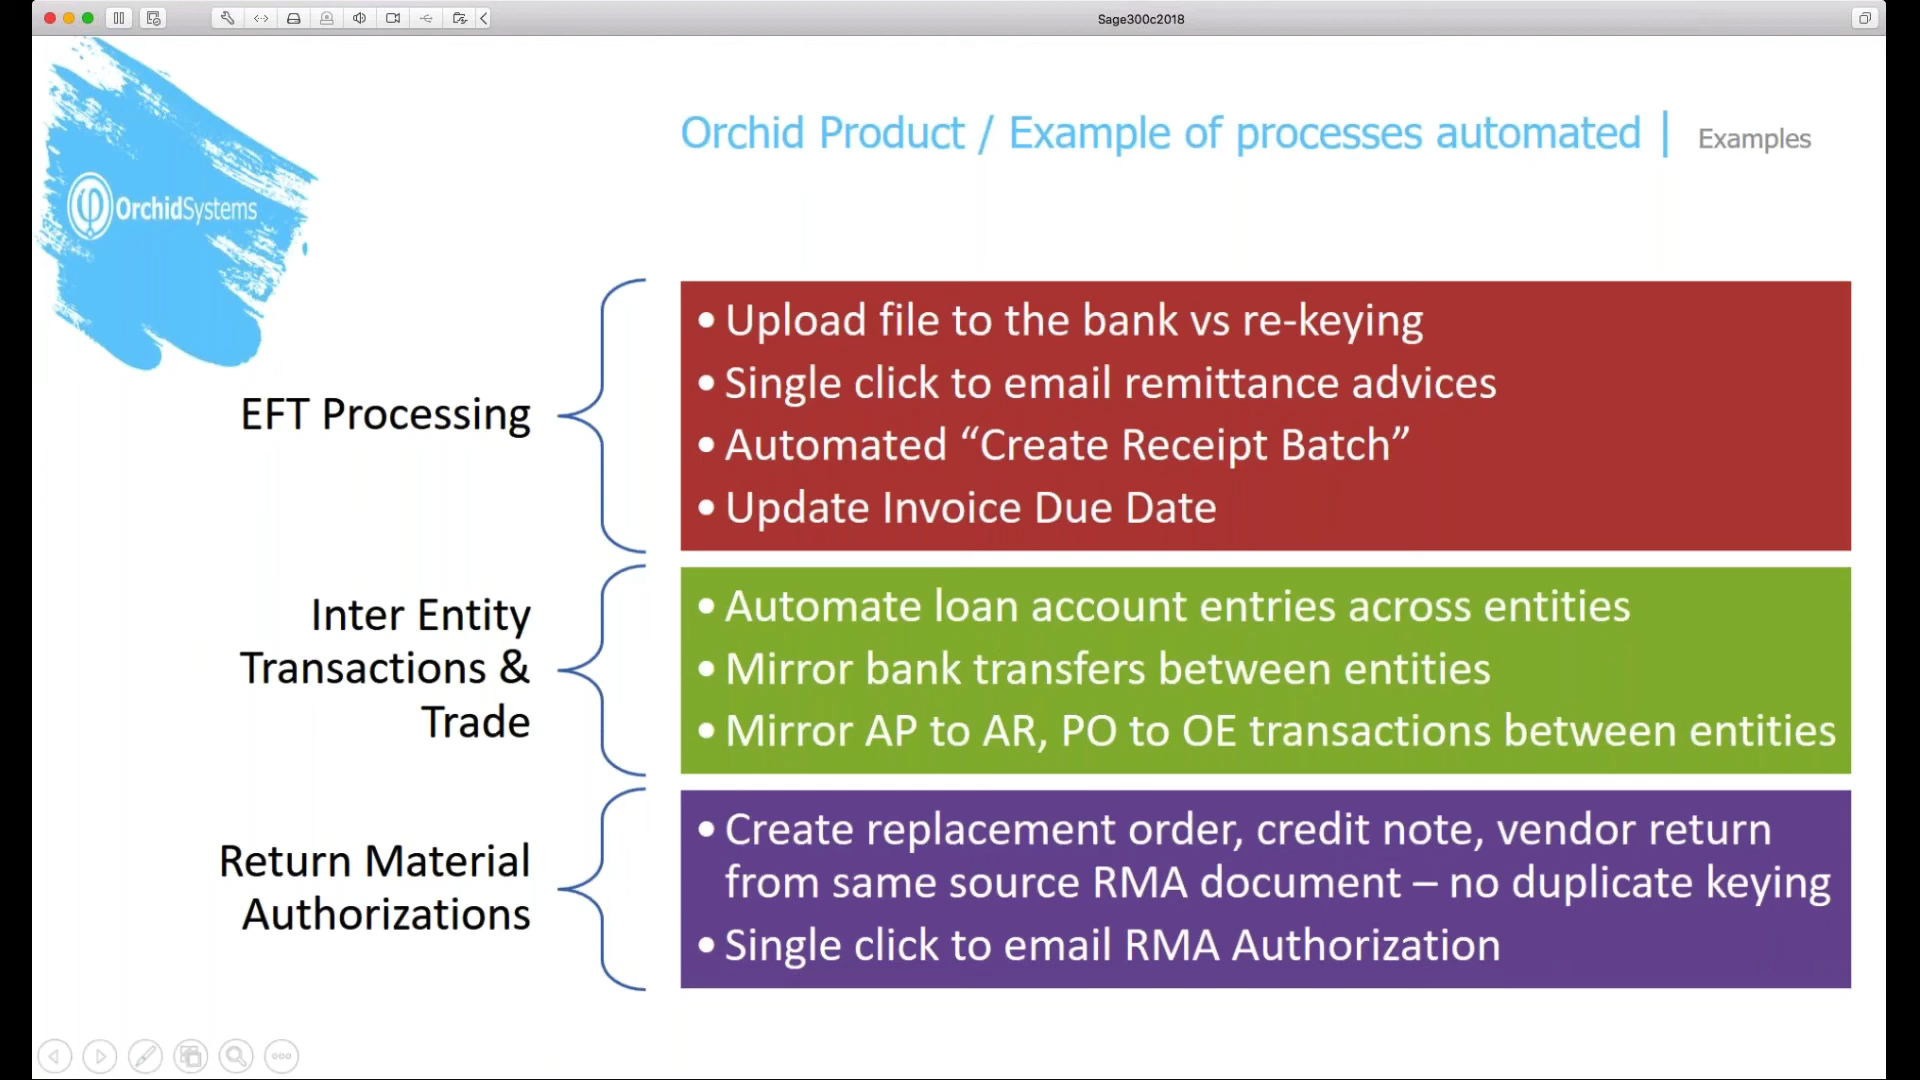 Sage300c2018
OrchidSystems
Orchid Product / Example of processes automated | Examples
EFT Processing
• Upload file to the bank vs re-keying
• Single click to email remittance advices
• Automated “Create Receipt Batch”
• Update Invoice Due Date
Inter Entity
Transactions &
Trade
• Automate loan account entries across entities
• Mirror bank transfers between entities
• Mirror AP to AR, PO to OE transactions between entities
Return Material
Authorizations
• Create replacement order, credit note, vendor return
from same source RMA document – no duplicate keying
• Single click to email RMA Authorization